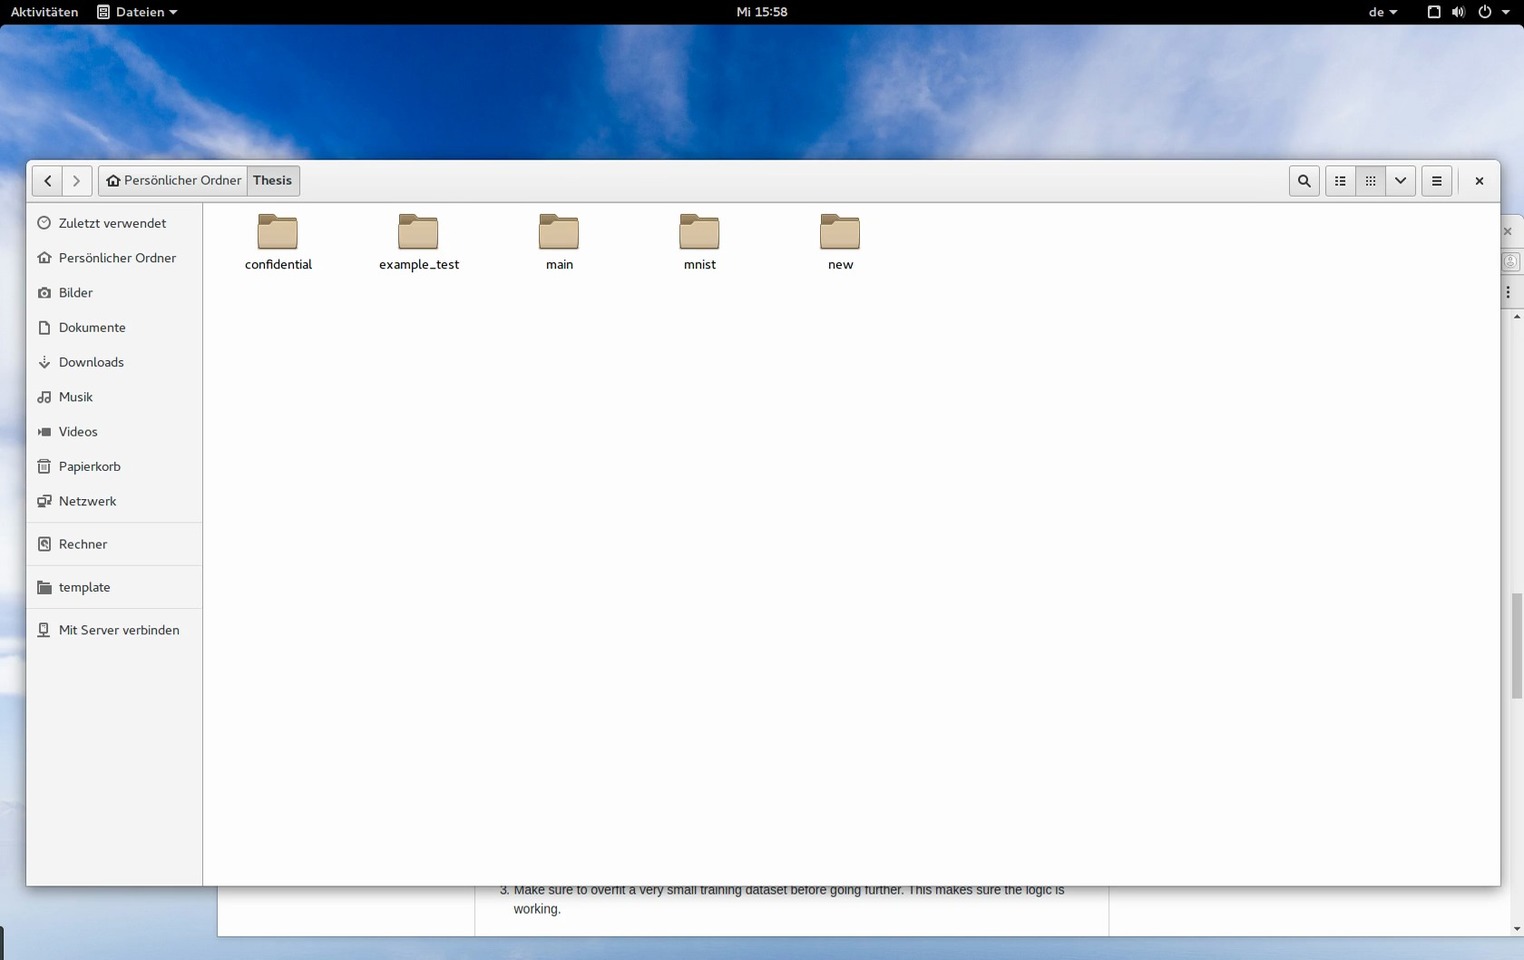 Aktivitäten Dateien Mi 15:58 de
Persönlicher Ordner Thesis
Zuletzt verwendet
Persönlicher Ordner
Bilder
Dokumente
Downloads
Musik
Videos
Papierkorb
Netzwerk
Rechner
template
Mit Server verbinden
confidential example_test main mnist new
3. Make sure to overfit a very small training dataset before going further. This makes sure the logic is
working.